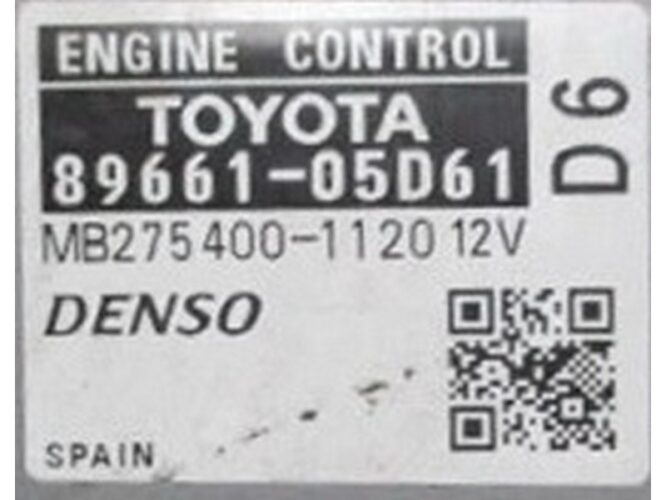 ENGINE CONTROL
TOYOTA
89661-05D61
D6
MB275400-1120 12V
DENSO
SPAIN